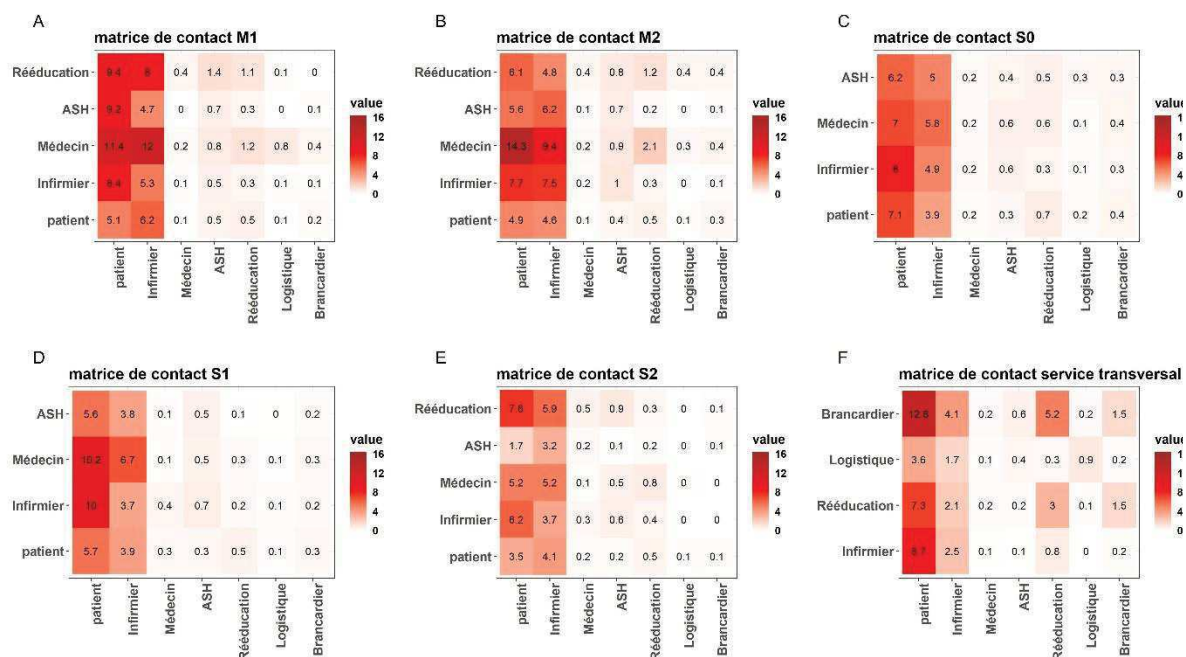 A
matrice de contact M1
Rééducation 9.4 8 0.4 1.4 1.1 0.1 0
ASH 9.2 4.7 0 0.7 0.3 0 0.1
Médecin 11.4 12 0.2 0.8 1.2 0.8 0.4
Infirmier 8.4 5.3 0.1 0.5 0.3 0.1 0.1
patient 5.1 6.2 0.1 0.5 0.5 0.1 0.2
patient Infirmier Médecin ASH Rééducation Logistique Brancardier
value
16
12
8
4
0
B
matrice de contact M2
Rééducation 6.1 4.8 0.4 0.8 1.2 0.4 0.4
ASH 5.6 6.2 0.1 0.7 0.2 0 0.1
Médecin 14.3 9.4 0.2 0.9 2.1 0.3 0.4
Infirmier 7.7 7.5 0.2 1 0.3 0 0.1
patient 4.9 4.6 0.1 0.4 0.5 0.1 0.3
patient Infirmier Médecin ASH Rééducation Logistique Brancardier
value
16
12
8
4
0
C
matrice de contact S0
ASH 6.2 5 0.2 0.4 0.5 0.3 0.3
Médecin 7 5.8 0.2 0.6 0.6 0.1 0.4
Infirmier 8 4.9 0.2 0.6 0.3 0.1 0.3
patient 7.1 3.9 0.2 0.3 0.7 0.2 0.4
patient Infirmier Médecin ASH Rééducation Logistique Brancardier
value
16
12
8
4
0
D
matrice de contact S1
ASH 5.6 3.8 0.1 0.5 0.1 0 0.2
Médecin 10.2 6.7 0.1 0.5 0.3 0.1 0.3
Infirmier 10 3.7 0.4 0.7 0.2 0.1 0.2
patient 5.7 3.9 0.3 0.3 0.5 0.1 0.3
patient Infirmier Médecin ASH Rééducation Logistique Brancardier
value
16
12
8
4
0
E
matrice de contact S2
Rééducation 7.6 5.9 0.5 0.9 0.3 0 0.1
ASH 1.7 3.2 0.2 0.1 0.2 0 0.1
Médecin 5.2 5.2 0.1 0.5 0.8 0 0
Infirmier 6.2 3.7 0.3 0.6 0.4 0 0
patient 3.5 4.1 0.2 0.2 0.5 0.1 0.1
patient Infirmier Médecin ASH Rééducation Logistique Brancardier
value
16
12
8
4
0
F
matrice de contact service transversal
Brancardier 4.1 0.2 0.6 5.2 0.2 1.5
Logistique 3.6 1.7 0.1 0.4 0.3 0.9 0.2
Rééducation 7.3 2.1 0.2 0.2 3 0.1 1.5
Infirmier 8.7 2.5 0.1 0.1 0.8 0 0.2
patient Infirmier Médecin ASH Rééducation Logistique Brancardier
valu
1
1
8
4
0